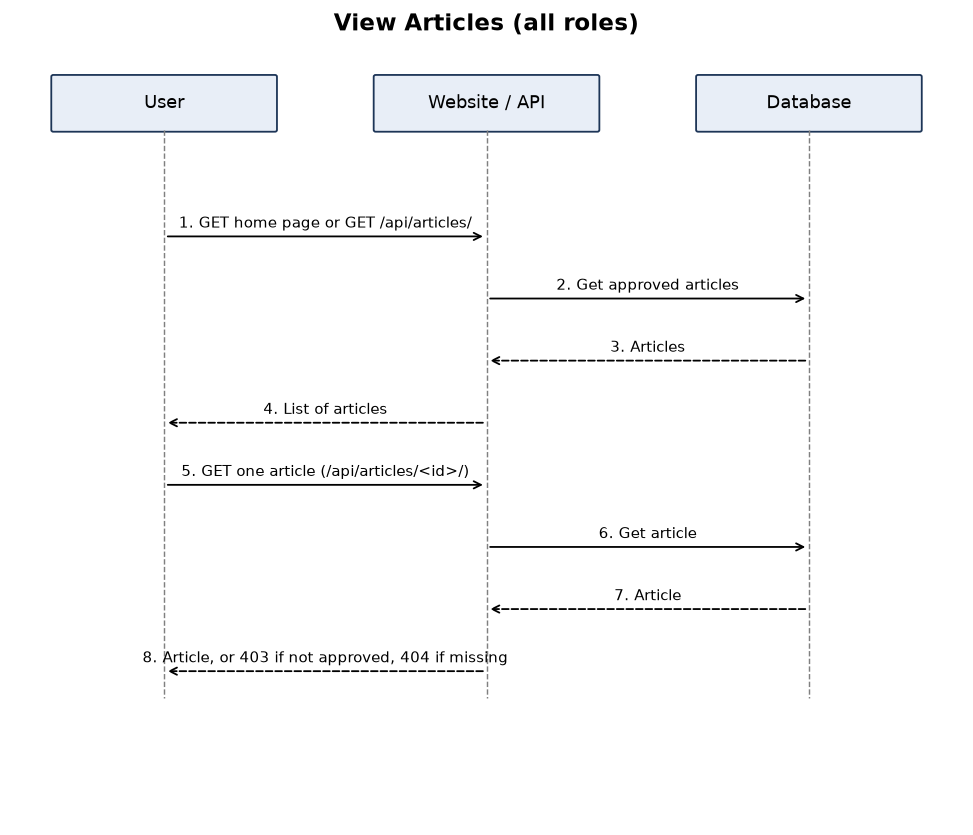 View Articles (all roles)
User
Website / API
Database
1. GET home page or GET /api/articles/
2. Get approved articles
3. Articles
4. List of articles
5. GET one article (/api/articles/<id>/)
6. Get article
7. Article
8. Article, or 403 if not approved, 404 if missing